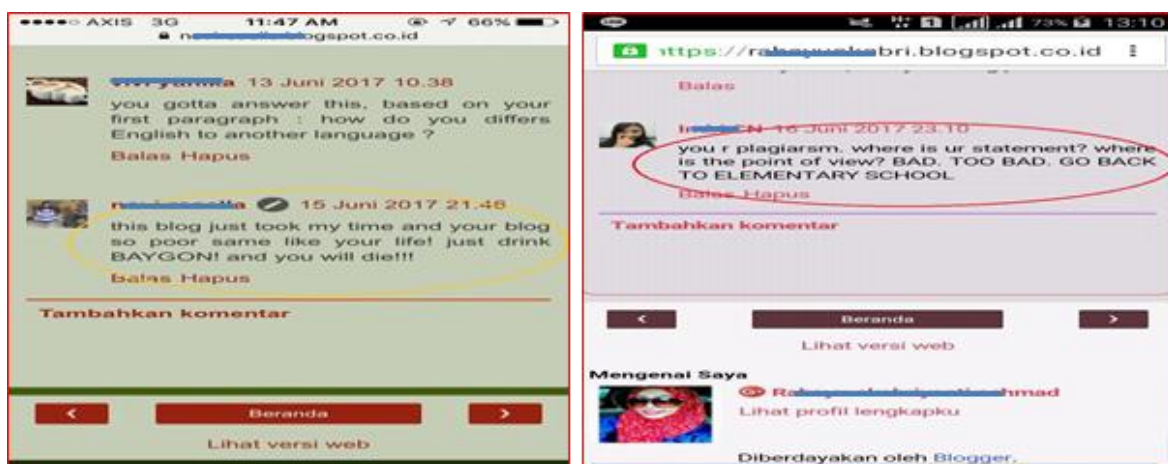 AXIS 3G 11:47 AM 66%
ogspot.co.id
a 13 Juni 2017 10.38
you gotta answer this, based on your
first paragraph : how do you differs
English to another language ?
Balas Hapus
15 Juni 2017 21.48
this blog just took my time and your blog
so poor same like your life! just drink
BAYGON! and you will die!!!
Balas Hapus
Tambahkan komentar
Beranda
Lihat versi web
73% 13:10
bri.blogspot.co.id
Balas
16 Juni 2017 23.10
you r plagiarsm. where is ur statement? where
is the point of view? BAD. TOO BAD. GO BACK
TO ELEMENTARY SCHOOL
Balas Hapus
Tambahkan komentar
Beranda
Lihat versi web
Mengenai Saya
hmad
Lihat profil lengkapku
Diberdayakan oleh Blogger.